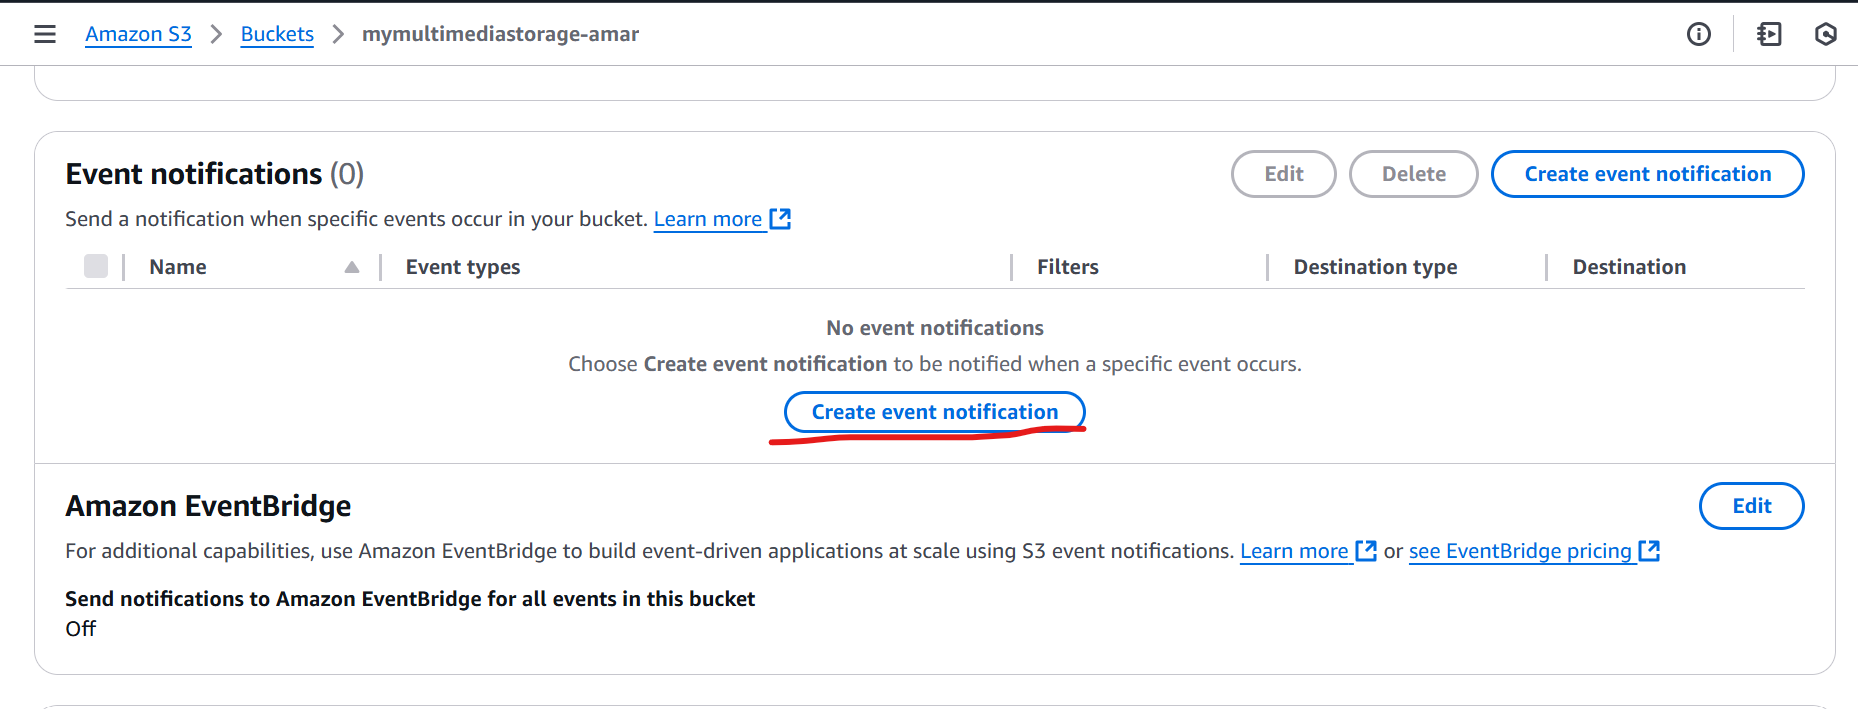 Amazon S3 > Buckets > mymultimediastorage-amar
Event notifications (0)
Edit Delete Create event notification
Send a notification when specific events occur in your bucket. Learn more
Name Event types Filters Destination type Destination
No event notifications
Choose Create event notification to be notified when a specific event occurs.
Create event notification
Amazon EventBridge
Edit
For additional capabilities, use Amazon EventBridge to build event-driven applications at scale using S3 event notifications. Learn more or see EventBridge pricing
Send notifications to Amazon EventBridge for all events in this bucket
Off